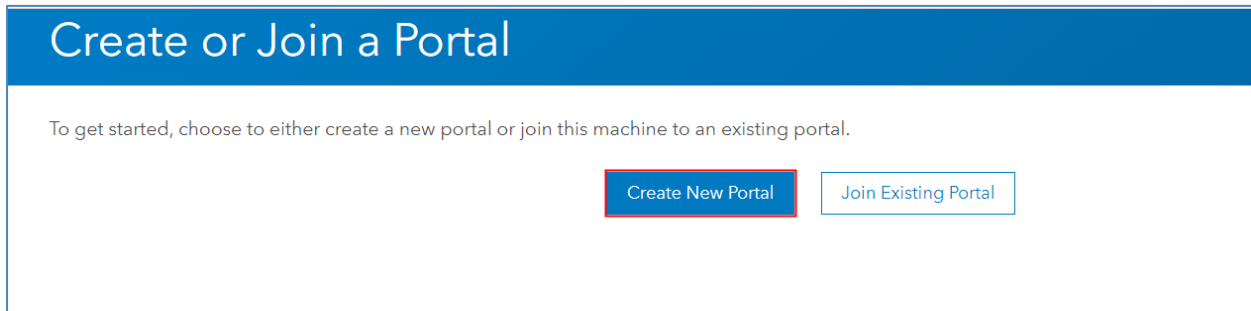 Create or Join a Portal
To get started, choose to either create a new portal or join this machine to an existing portal.
Create New Portal
Join Existing Portal